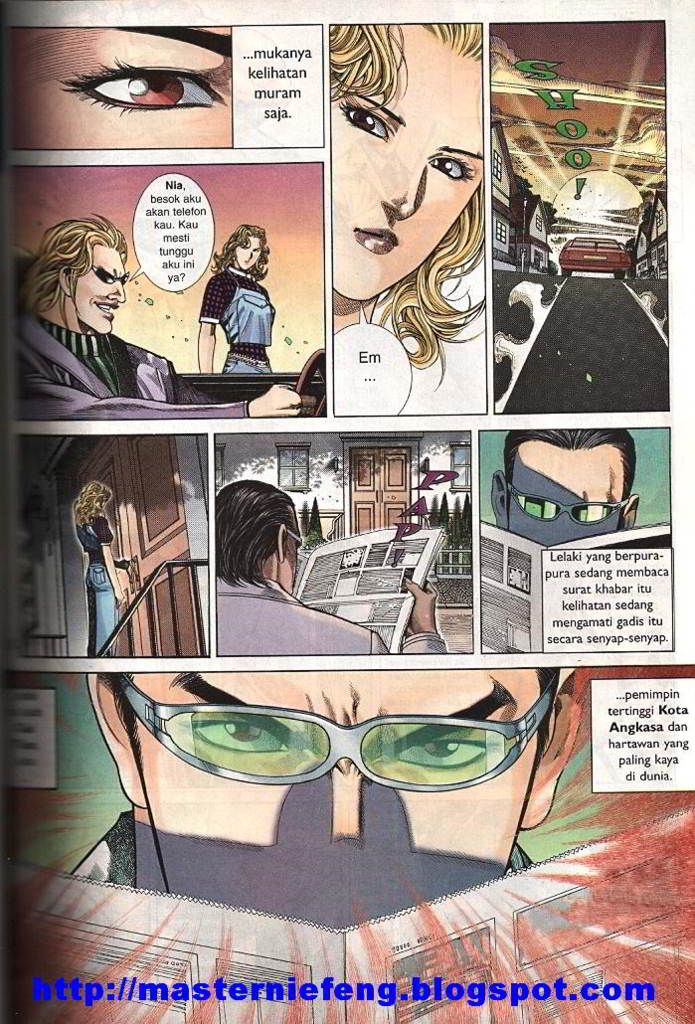 ...mukanya
kelihatan
muram
saja.
Nia,
besok aku
akan telefon
kau. Kau
mesti
tunggu
aku ini
ya?
Em
...
SHOO!
PAP!
Lelaki yang berpura-
pura sedang membaca
surat khabar itu
kelihatan sedang
mengamati gadis itu
secara senyap-senyap.
...pemimpin
tertinggi Kota
Angkasa dan
hartawan yang
paling kaya
di dunia.
http://masterniefeng.blogspot.com